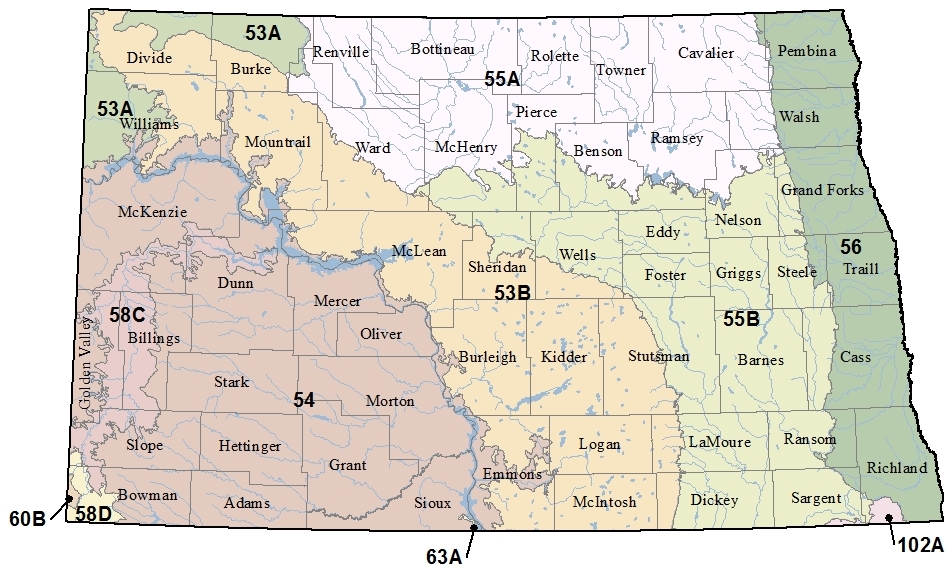 53A
Renville
Bottineau
Rolette
Cavalier
Pembina
Divide
Burke
Towner
55A
53A
Williams
Pierce
Walsh
Mountrail
Ward
McHenry
Benson
Ramsey
Grand Forks
McKenzie
Nelson
Eddy
McLean
Wells
56
Sheridan
Foster
Griggs
Steele
Traill
Dunn
53B
Mercer
58C
Billings
Oliver
55B
Golden Valley
Burleigh
Kidder
Stutsman
Barnes
Cass
Stark
54
Morton
Slope
Hettinger
Logan
LaMoure
Ransom
Grant
Emmons
Richland
Bowman
Adams
Sioux
McIntosh
Dickey
Sargent
60B
58D
63A
102A